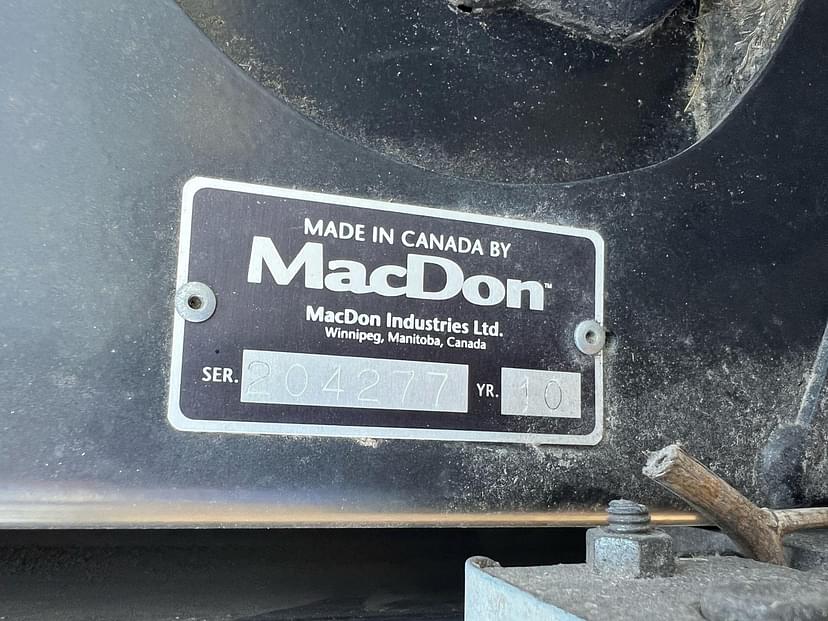 MADE IN CANADA BY
MacDon™
MacDon Industries Ltd.
Winnipeg, Manitoba, Canada
SER. 204277 YR. 10